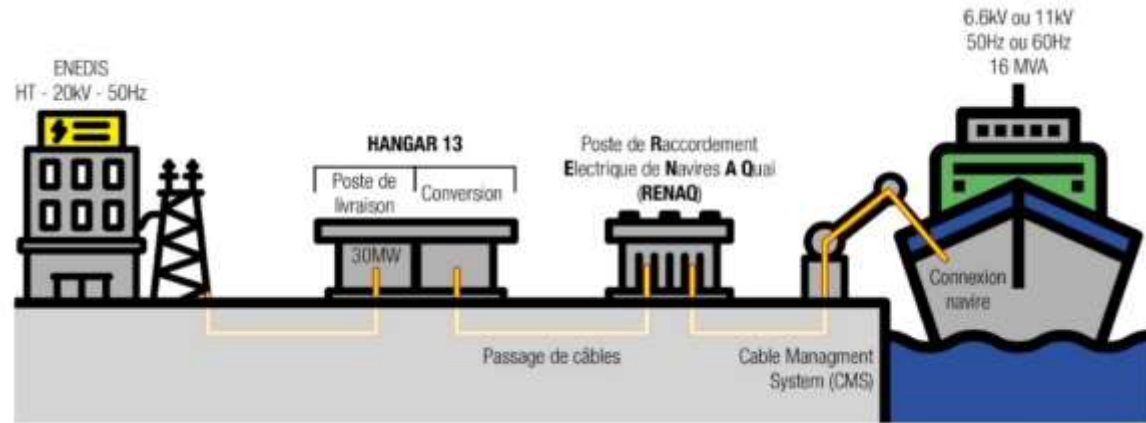 ENEDIS
HT - 20kV - 50Hz
HANGAR 13
Poste de
livraison
Conversion
30MW
Poste de Raccordement
Electrique de Navires A Quai
(RENAQ)
6.6kV ou 11kV
50Hz ou 60Hz
16 MVA
Connexion
navire
Passage de câbles
Cable Managment
System (CMS)